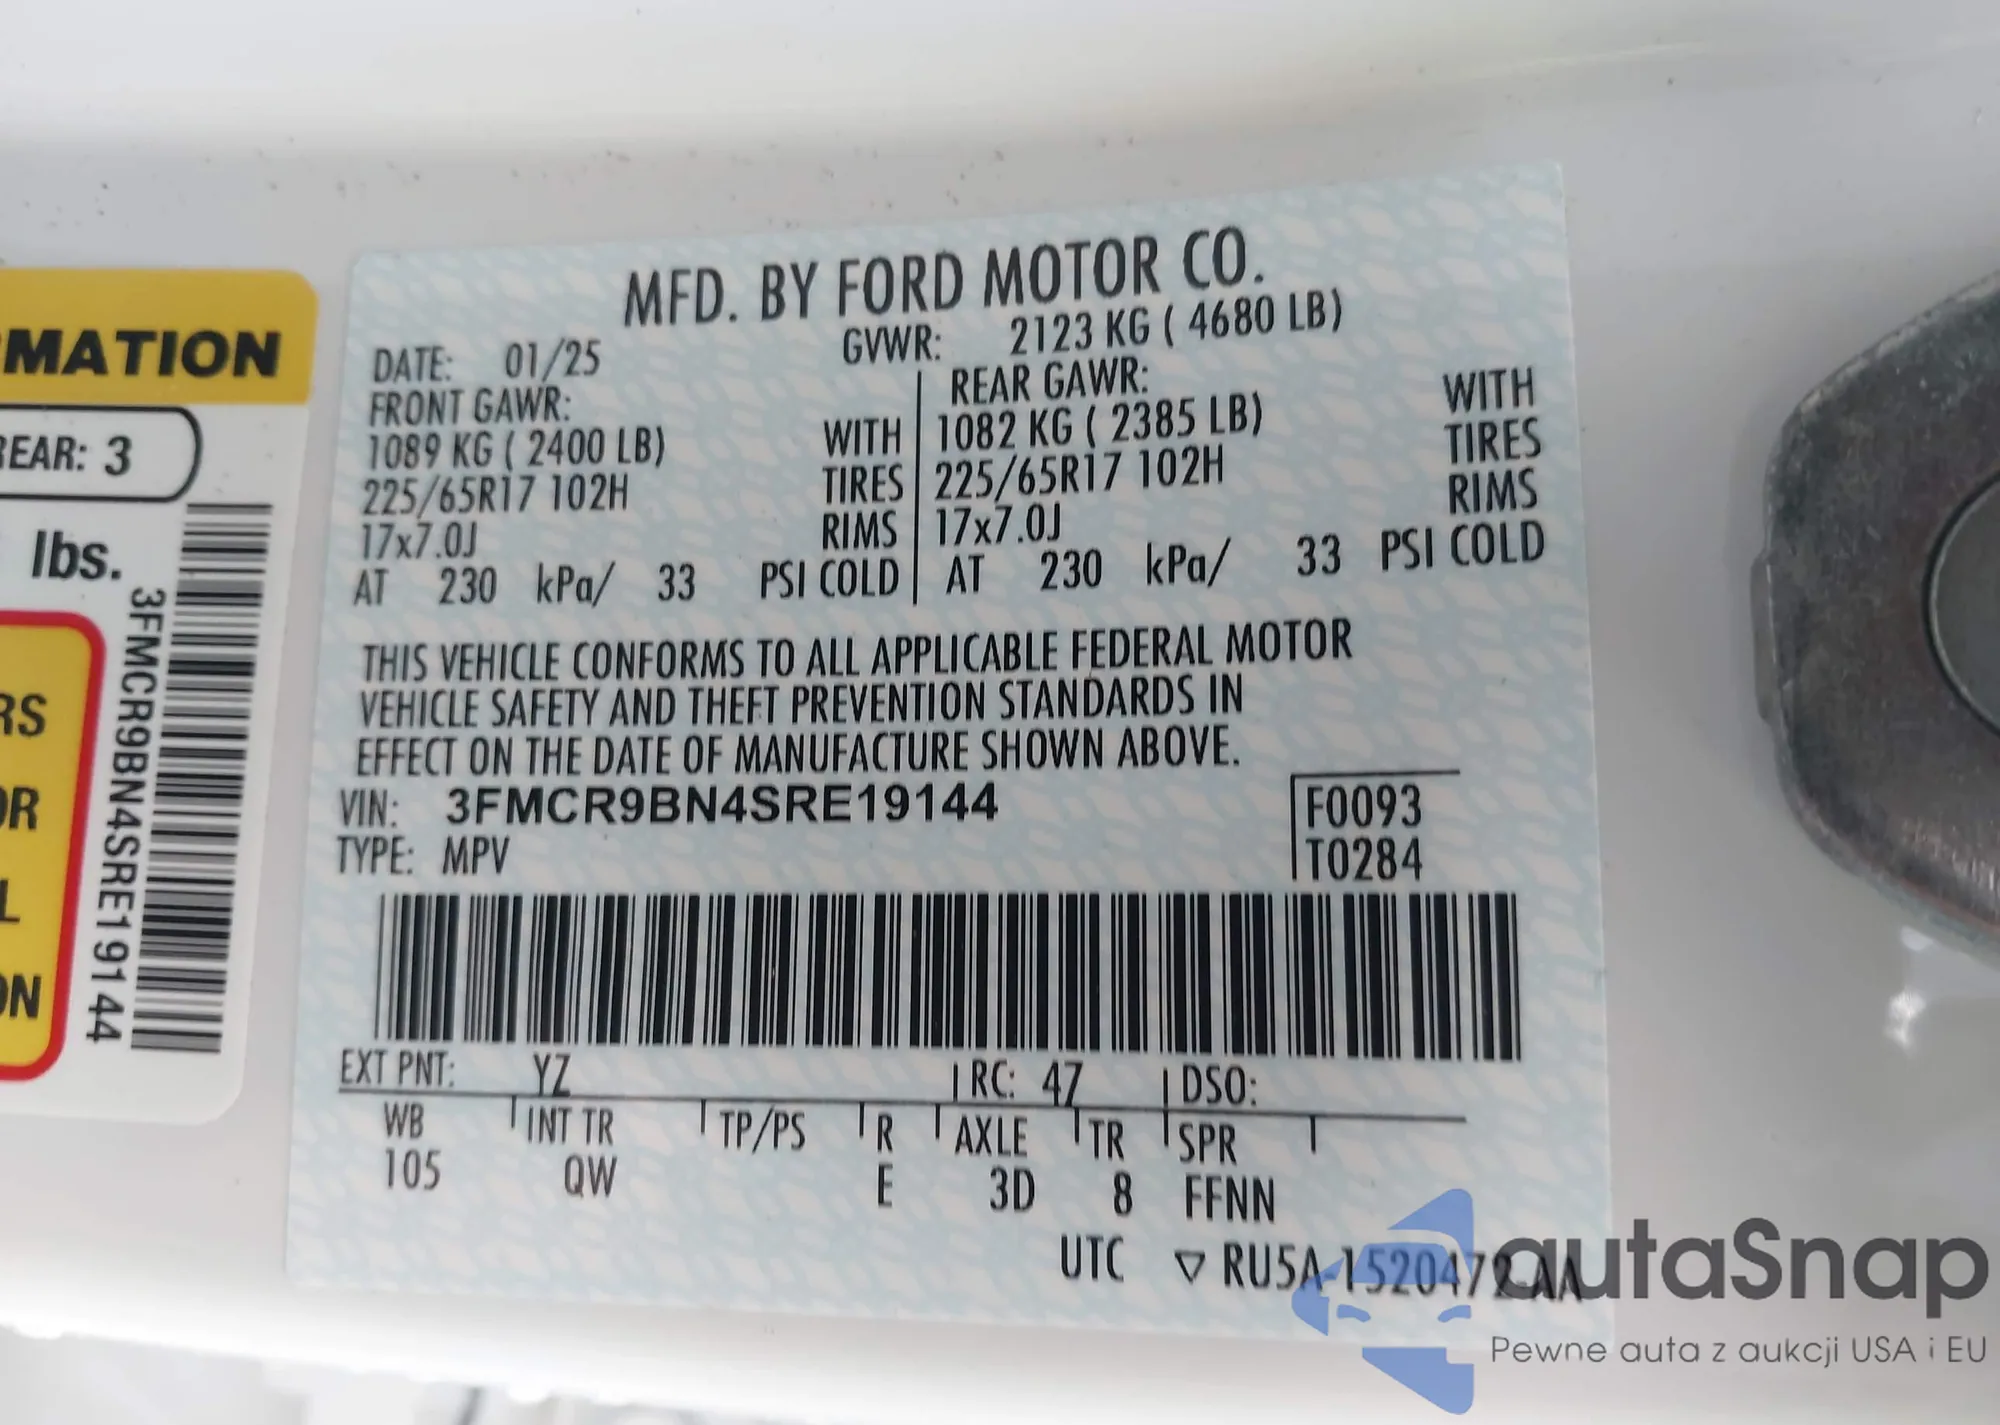 MATION
REAR: 3
lbs.
3FMCR9BN4SRE19144
RS
OR
L
ON
MFD. BY FORD MOTOR CO.
DATE: 01/25 GVWR: 2123 KG ( 4680 LB)
FRONT GAWR: REAR GAWR:
1089 KG ( 2400 LB) WITH 1082 KG ( 2385 LB) WITH
225/65R17 102H TIRES 225/65R17 102H TIRES
17x7.0J RIMS 17x7.0J RIMS
AT 230 kPa/ 33 PSI COLD AT 230 kPa/ 33 PSI COLD
THIS VEHICLE CONFORMS TO ALL APPLICABLE FEDERAL MOTOR
VEHICLE SAFETY AND THEFT PREVENTION STANDARDS IN
EFFECT ON THE DATE OF MANUFACTURE SHOWN ABOVE.
VIN: 3FMCR9BN4SRE19144 F0093
TYPE: MPV T0284
EXT PNT: YZ RC: 47 DSO:
WB INT TR TP/PS R AXLE TR SPR
105 QW E 3D 8 FFNN
UTC ▽ RU5A-1520472-AA
autaSnap
Pewne auta z aukcji USA i EU